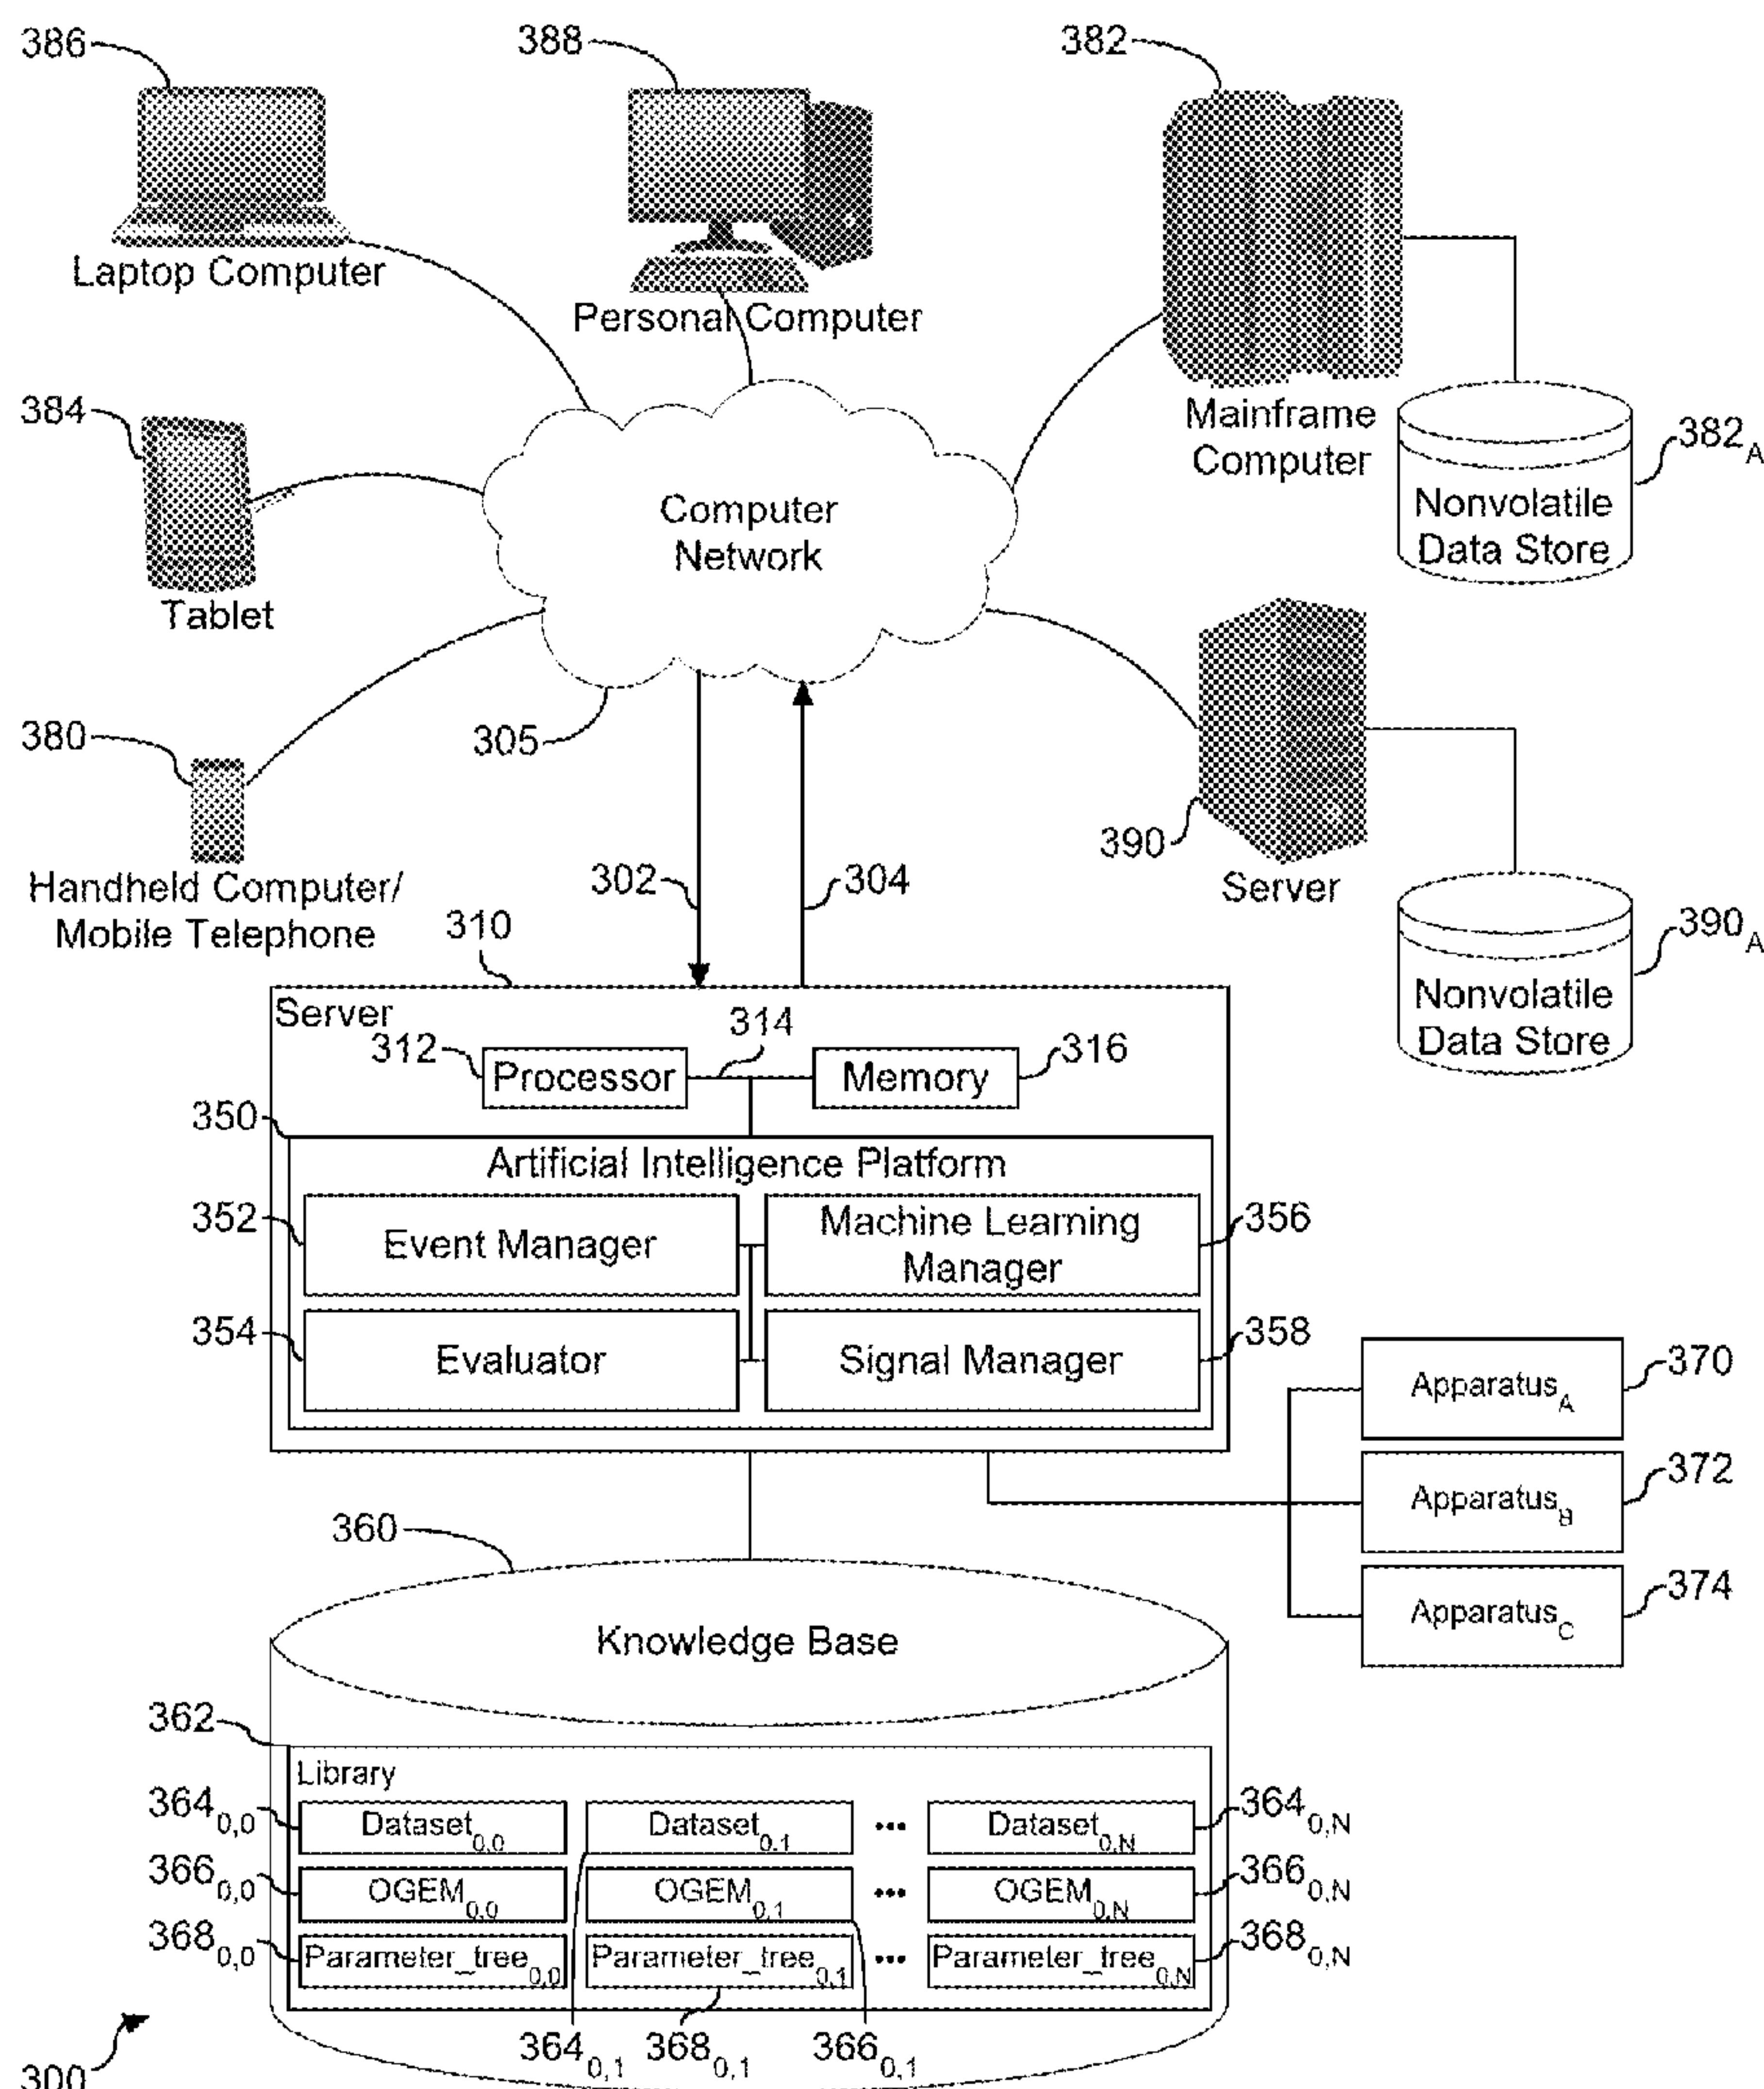 386
388
382
Laptop Computer
Personal Computer
384
Mainframe
Computer
382A
Nonvolatile
Data Store
Computer
Network
Tablet
380
305
390
Server
Handheld Computer/
Mobile Telephone
302
304
390A
Nonvolatile
Data Store
310
Server
314
312
Processor
Memory
316
350
Artificial Intelligence Platform
352
Event Manager
Machine Learning
Manager
356
354
Evaluator
Signal Manager
358
ApparatusA
370
ApparatusB
372
ApparatusC
374
360
Knowledge Base
362
Library
3640,0
Dataset0,0
Dataset0,1
•••
Dataset0,N
3640,N
3660,0
OGEM0,0
OGEM0,1
•••
OGEM0,N
3660,N
3680,0
Parameter_tree0,0
Parameter_tree0,1
•••
Parameter_tree0,N
3680,N
3640,1
3680,1
3660,1
300